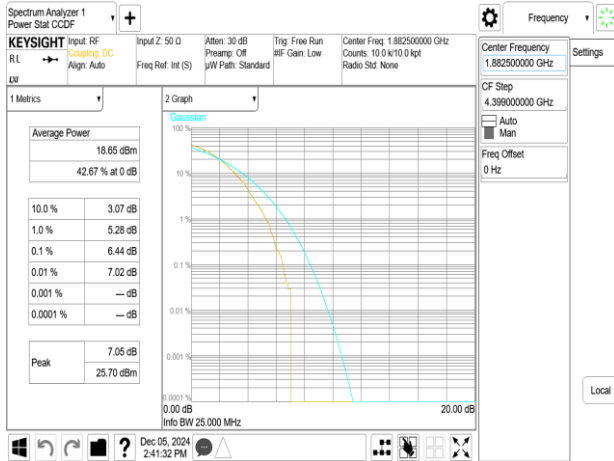 Spectrum Analyzer 1
Power Stat CCDF
Frequency
KEYSIGHT
Input: RF
Coupling: DC
Align: Auto
Input Z: 50 Ω
Freq Ref: Int (S)
Atten: 30 dB
Preamp: Off
µW Path: Standard
Trig: Free Run
#IF Gain: Low
Center Freq: 1.882500000 GHz
Counts: 10.0 k/10.0 kpt
Radio Std: None
RL
LXI
Center Frequency
1.882500000 GHz
Settings
CF Step
4.399000000 GHz
Auto
Man
Freq Offset
0 Hz
1 Metrics
2 Graph
Gaussian
Average Power
18.65 dBm
42.67 % at 0 dB
10.0 % 3.07 dB
1.0 % 5.28 dB
0.1 % 6.44 dB
0.01 % 7.02 dB
0.001 % --- dB
0.0001 % --- dB
Peak
7.05 dB
25.70 dBm
100 %
10 %
1 %
0.1 %
0.01 %
0.001 %
0.0001 %
0.00 dB
20.00 dB
Info BW 25.000 MHz
Local
?
Dec 05, 2024
2:41:32 PM